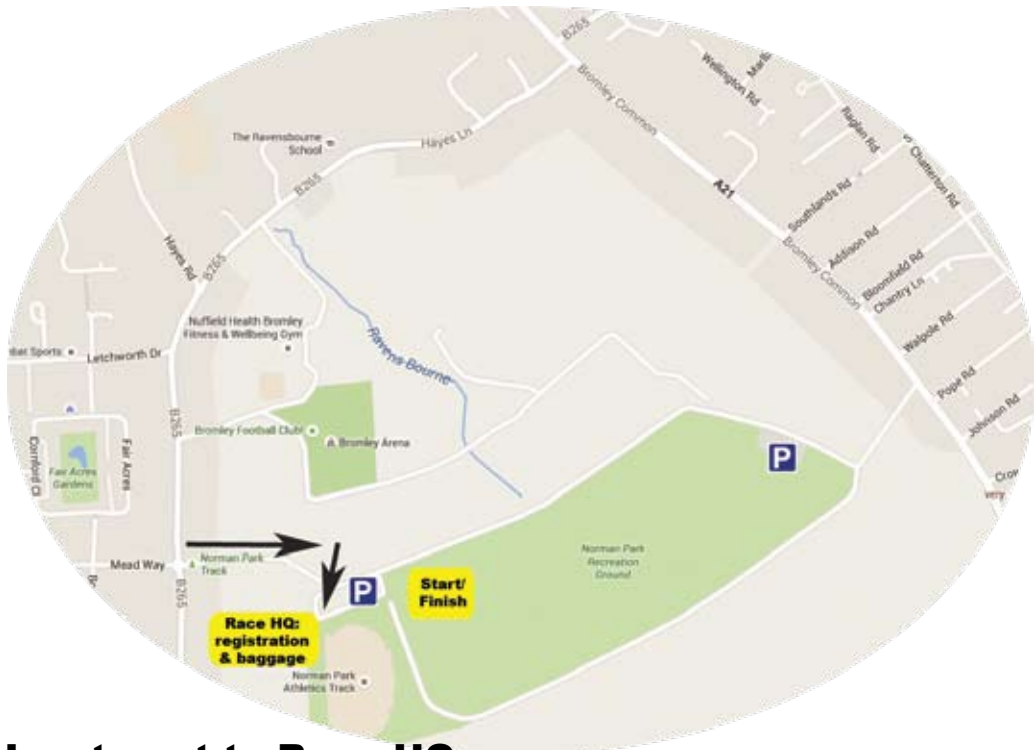 B265
Bromley Common
Wellington Rd
Raglan Rd
Chatterton Rd
The Ravensbourne
School
Hayes Ln
B265
A21
Southlands Rd
Addison Rd
Bromley Common
Bloomfield Rd
Chantry Ln
Walpole Rd
Pope Rd
Johnson Rd
Hayes Rd
B265
Nuffield Health Bromley
Fitness & Wellbeing Gym
Ravens Bourne
Letchworth Dr
B265
Bromley Football Club
Bromley Arena
Cornford Cl
Fair Acres
Gardens
Fair Acres
P
Mead Way
Norman Park
Track
B265
Norman Park
Recreation
Ground
P
Start/
Finish
Race HQ:
registration
& baggage
Norman Park
Athletics Track